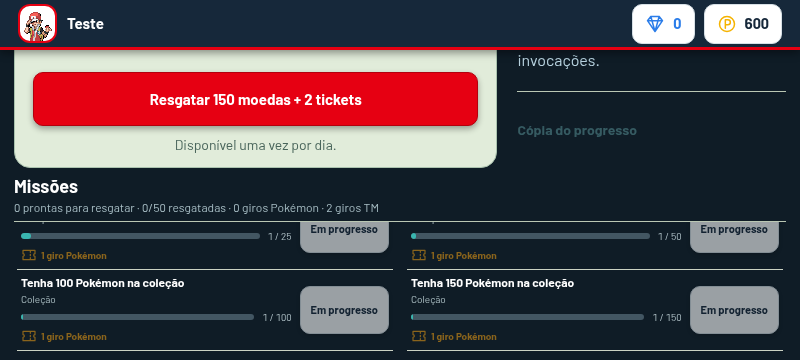 Teste
0
600
invocações.
Resgatar 150 moedas + 2 tickets
Disponível uma vez por dia.
Cópia do progresso
Missões
0 prontas para resgatar · 0/50 resgatadas · 0 giros Pokémon · 2 giros TM
1 / 25
Em progresso
1 giro Pokémon
1 / 50
Em progresso
1 giro Pokémon
Tenha 100 Pokémon na coleção
Coleção
1 / 100
Em progresso
1 giro Pokémon
Tenha 150 Pokémon na coleção
Coleção
1 / 150
Em progresso
1 giro Pokémon